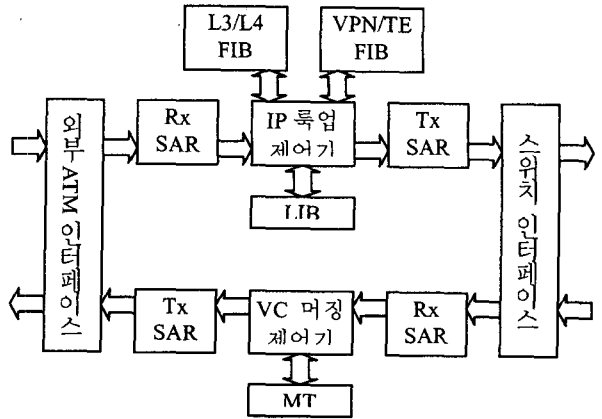 L3/L4
FIB
VPN/TE
FIB
외부 ATM 인터페이스
Rx
SAR
IP 룩업
제어기
Tx
SAR
스위치 인터페이스
LIB
Tx
SAR
VC 머징
제어기
Rx
SAR
MT